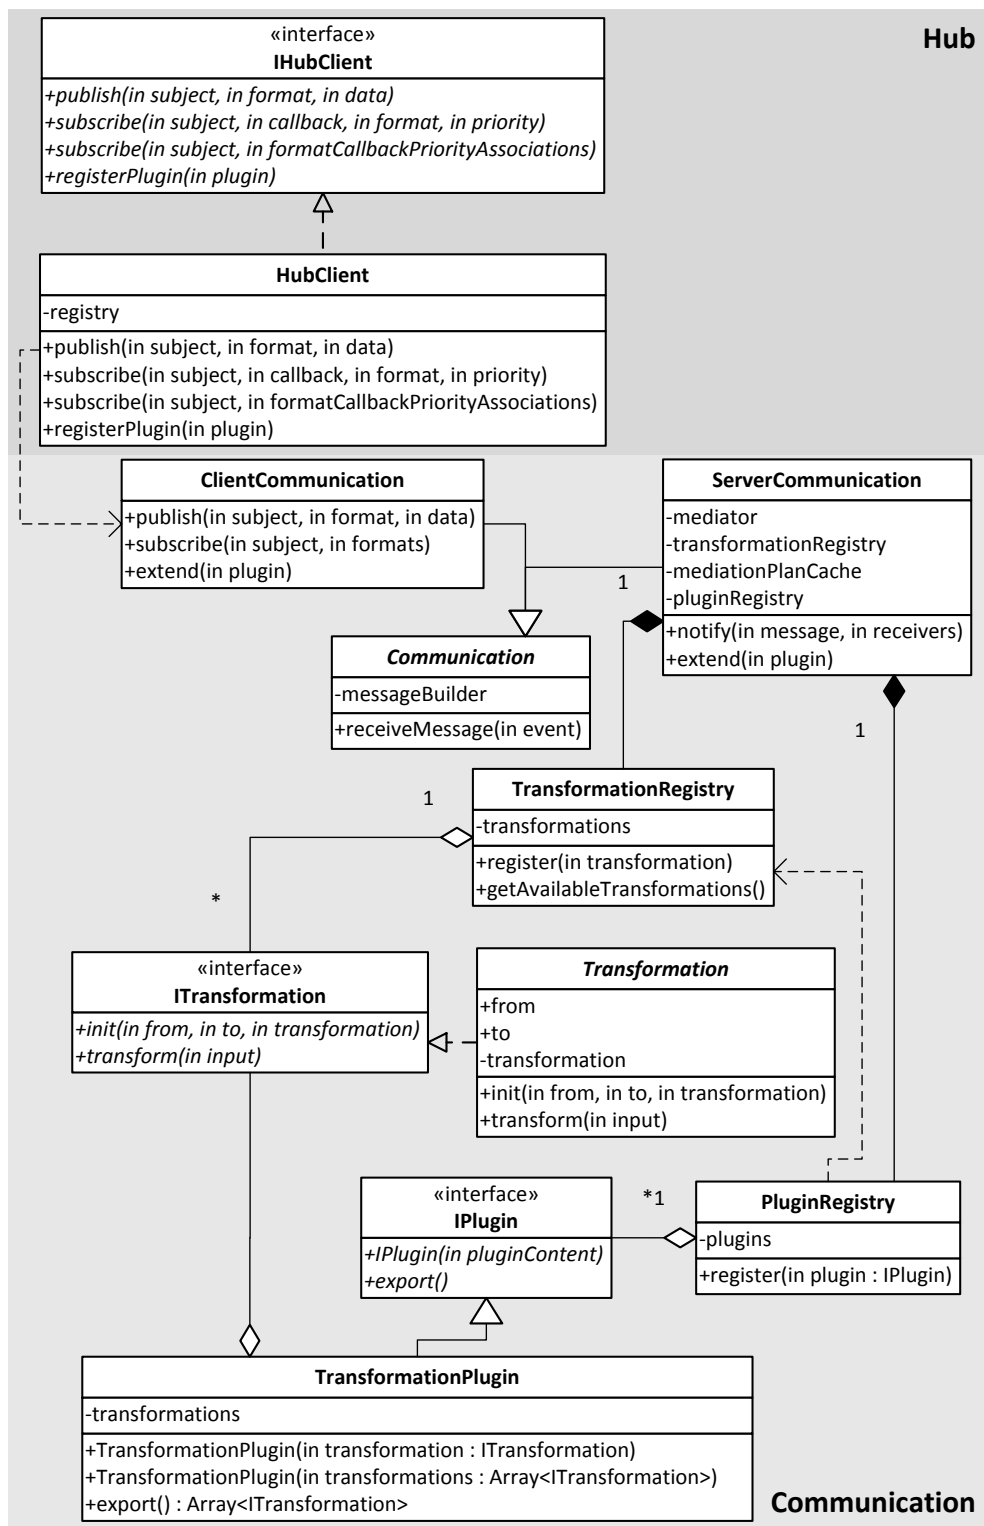 Hub
«interface»
IHubClient
+publish(in subject, in format, in data)
+subscribe(in subject, in callback, in format, in priority)
+subscribe(in subject, in formatCallbackPriorityAssociations)
+registerPlugin(in plugin)
HubClient
-registry
+publish(in subject, in format, in data)
+subscribe(in subject, in callback, in format, in priority)
+subscribe(in subject, in formatCallbackPriorityAssociations)
+registerPlugin(in plugin)
ClientCommunication
+publish(in subject, in format, in data)
+subscribe(in subject, in formats)
+extend(in plugin)
ServerCommunication
-mediator
-transformationRegistry
-mediationPlanCache
-pluginRegistry
+notify(in message, in receivers)
+extend(in plugin)
1
1
Communication
-messageBuilder
+receiveMessage(in event)
TransformationRegistry
-transformations
+register(in transformation)
+getAvailableTransformations()
1
*
«interface»
ITransformation
+init(in from, in to, in transformation)
+transform(in input)
Transformation
+from
+to
-transformation
+init(in from, in to, in transformation)
+transform(in input)
«interface»
IPlugin
+IPlugin(in pluginContent)
+export()
*1
PluginRegistry
-plugins
+register(in plugin : IPlugin)
TransformationPlugin
-transformations
+TransformationPlugin(in transformation : ITransformation)
+TransformationPlugin(in transformations : Array<ITransformation>)
+export() : Array<ITransformation>
Communication